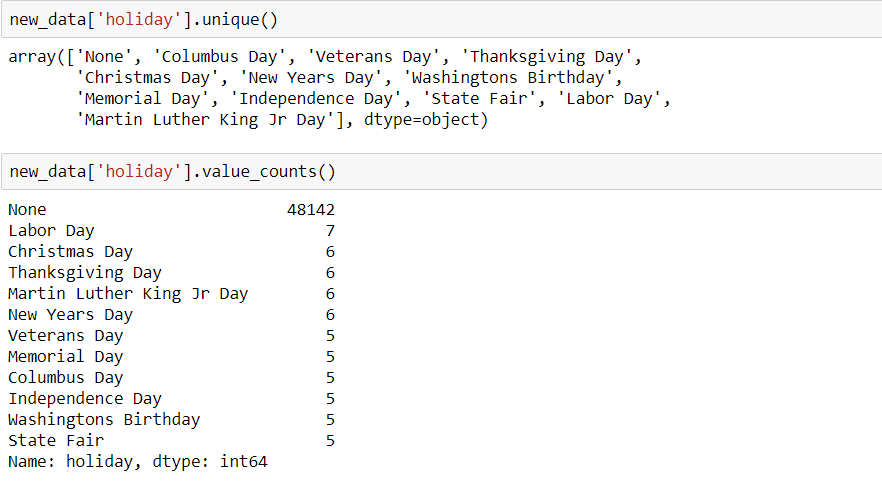 new_data['holiday'].unique()
array(['None', 'Columbus Day', 'Veterans Day', 'Thanksgiving Day',
       'Christmas Day', 'New Years Day', 'Washingtons Birthday',
       'Memorial Day', 'Independence Day', 'State Fair', 'Labor Day',
       'Martin Luther King Jr Day'], dtype=object)
new_data['holiday'].value_counts()
None                         48142
Labor Day                        7
Christmas Day                    6
Thanksgiving Day                 6
Martin Luther King Jr Day        6
New Years Day                    6
Veterans Day                     5
Memorial Day                     5
Columbus Day                     5
Independence Day                 5
Washingtons Birthday             5
State Fair                       5
Name: holiday, dtype: int64